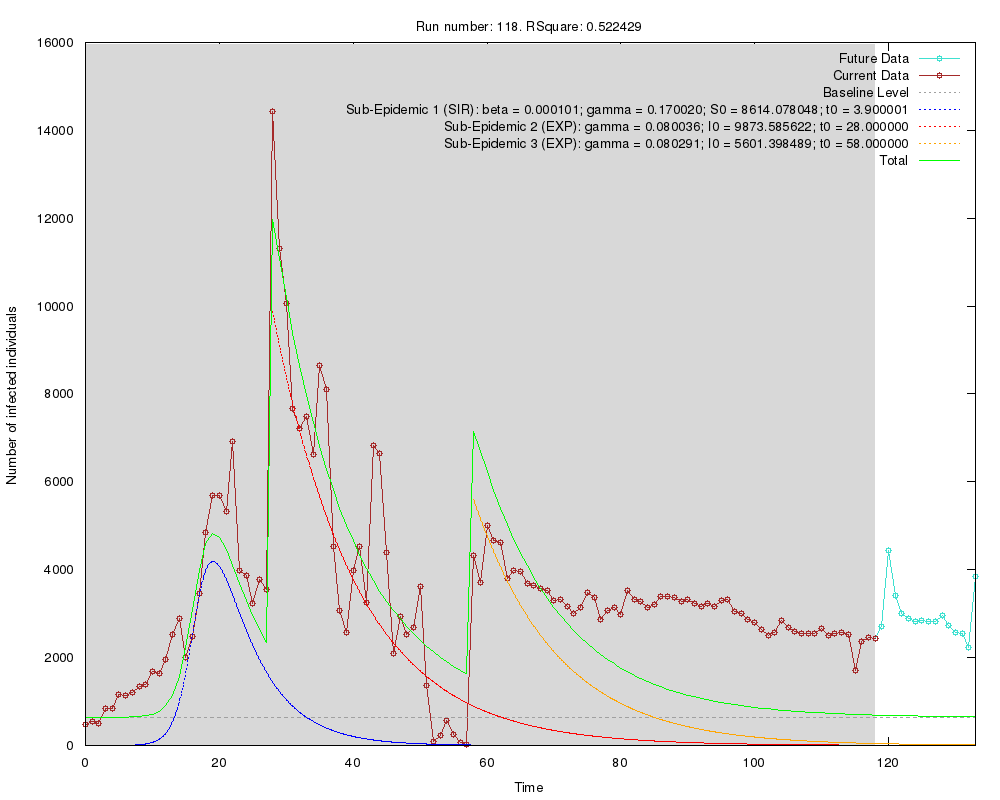 Run number: 118. RSquare: 0.522429
16000
14000
12000
10000
8000
6000
4000
2000
0
Number of infected individuals
Future Data
Current Data
Baseline Level
Sub-Epidemic 1 (SIR): beta = 0.000101; gamma = 0.170020; S0 = 8614.078048; t0 = 3.900001
Sub-Epidemic 2 (EXP): gamma = 0.080036; I0 = 9873.585622; t0 = 28.000000
Sub-Epidemic 3 (EXP): gamma = 0.080291; I0 = 5601.398489; t0 = 58.000000
Total
0 20 40 60 80 100 120
Time